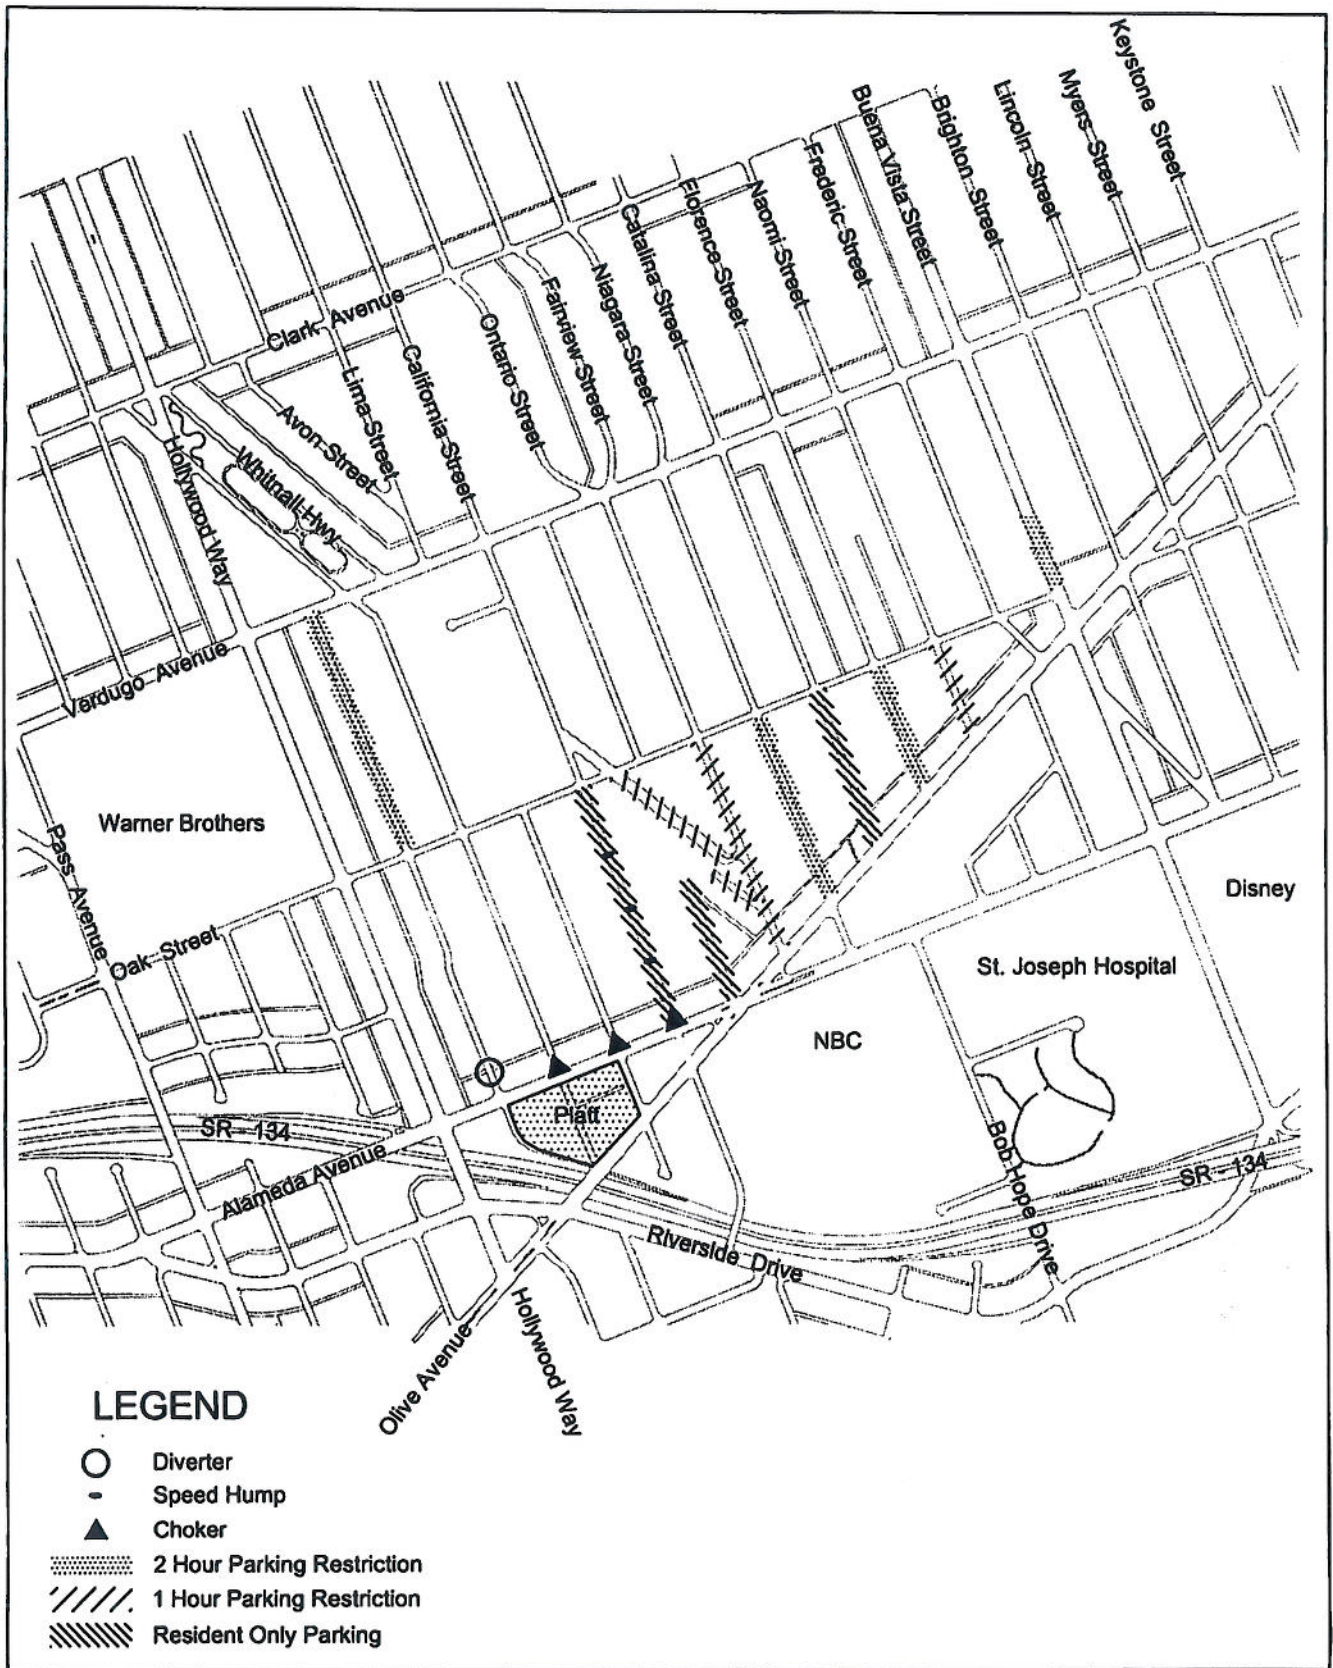 Keystone Street
Myers Street
Lincoln Street
Brighton Street
Buena Vista Street
Frederic Street
Naomi Street
Florence Street
Catalina Street
Niagara Street
Fairview Street
Ontario Street
California Street
Lima Street
Clark Avenue
Avon Street
Whitnall Hwy
Hollywood Way
Verdugo Avenue
Warner Brothers
Pass Avenue
Oak Street
Disney
St. Joseph Hospital
NBC
Platt
SR - 134
Alameda Avenue
Bob Hope Drive
SR - 134
Riverside Drive
Olive Avenue
Hollywood Way
LEGEND
Diverter
Speed Hump
Choker
2 Hour Parking Restriction
1 Hour Parking Restriction
Resident Only Parking